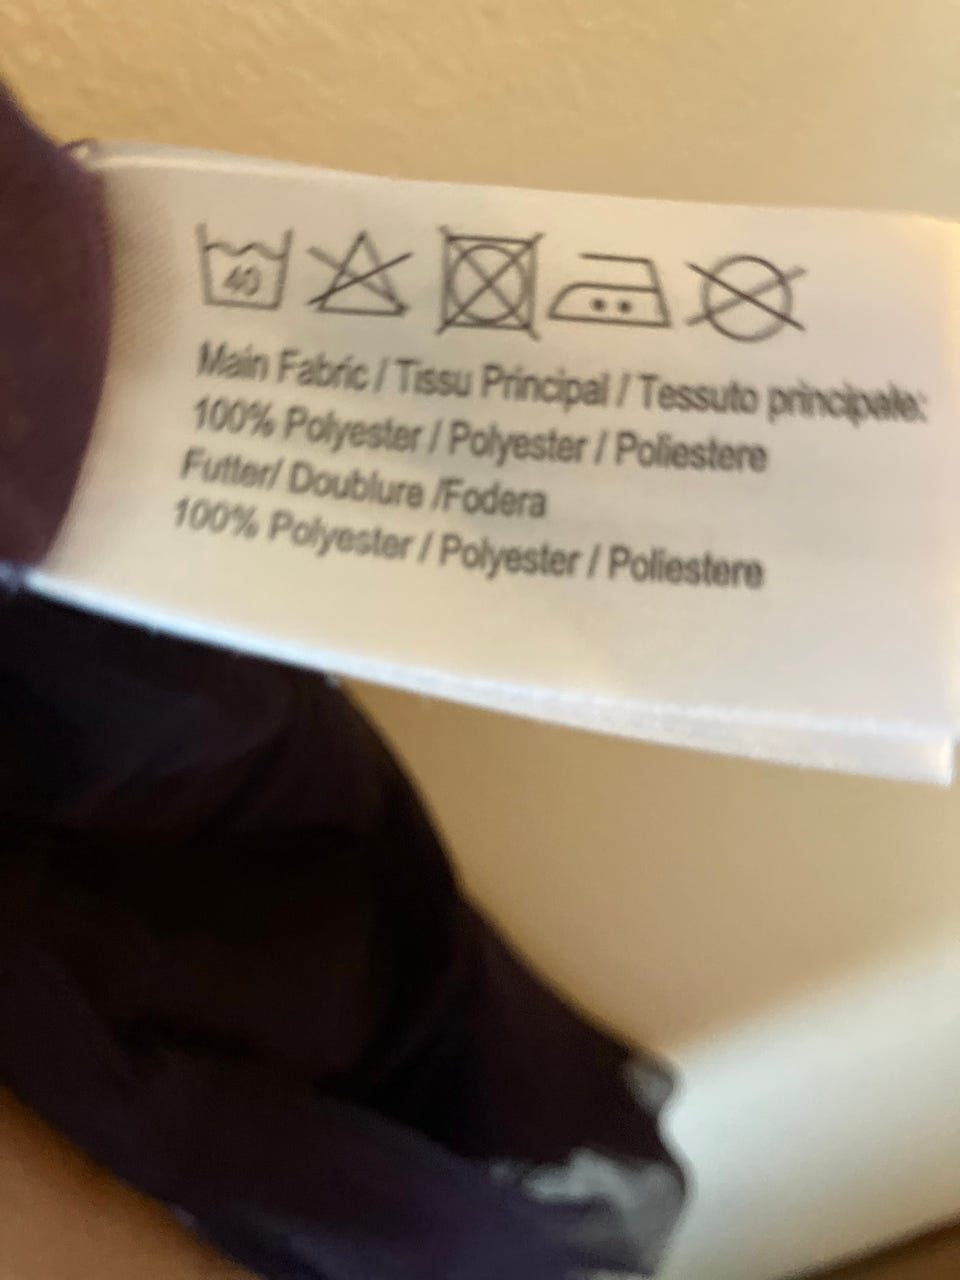 40
Main Fabric / Tissu Principal / Tessuto principale:
100% Polyester / Polyester / Poliestere
Futter/ Doublure /Fodera
100% Polyester / Polyester / Poliestere